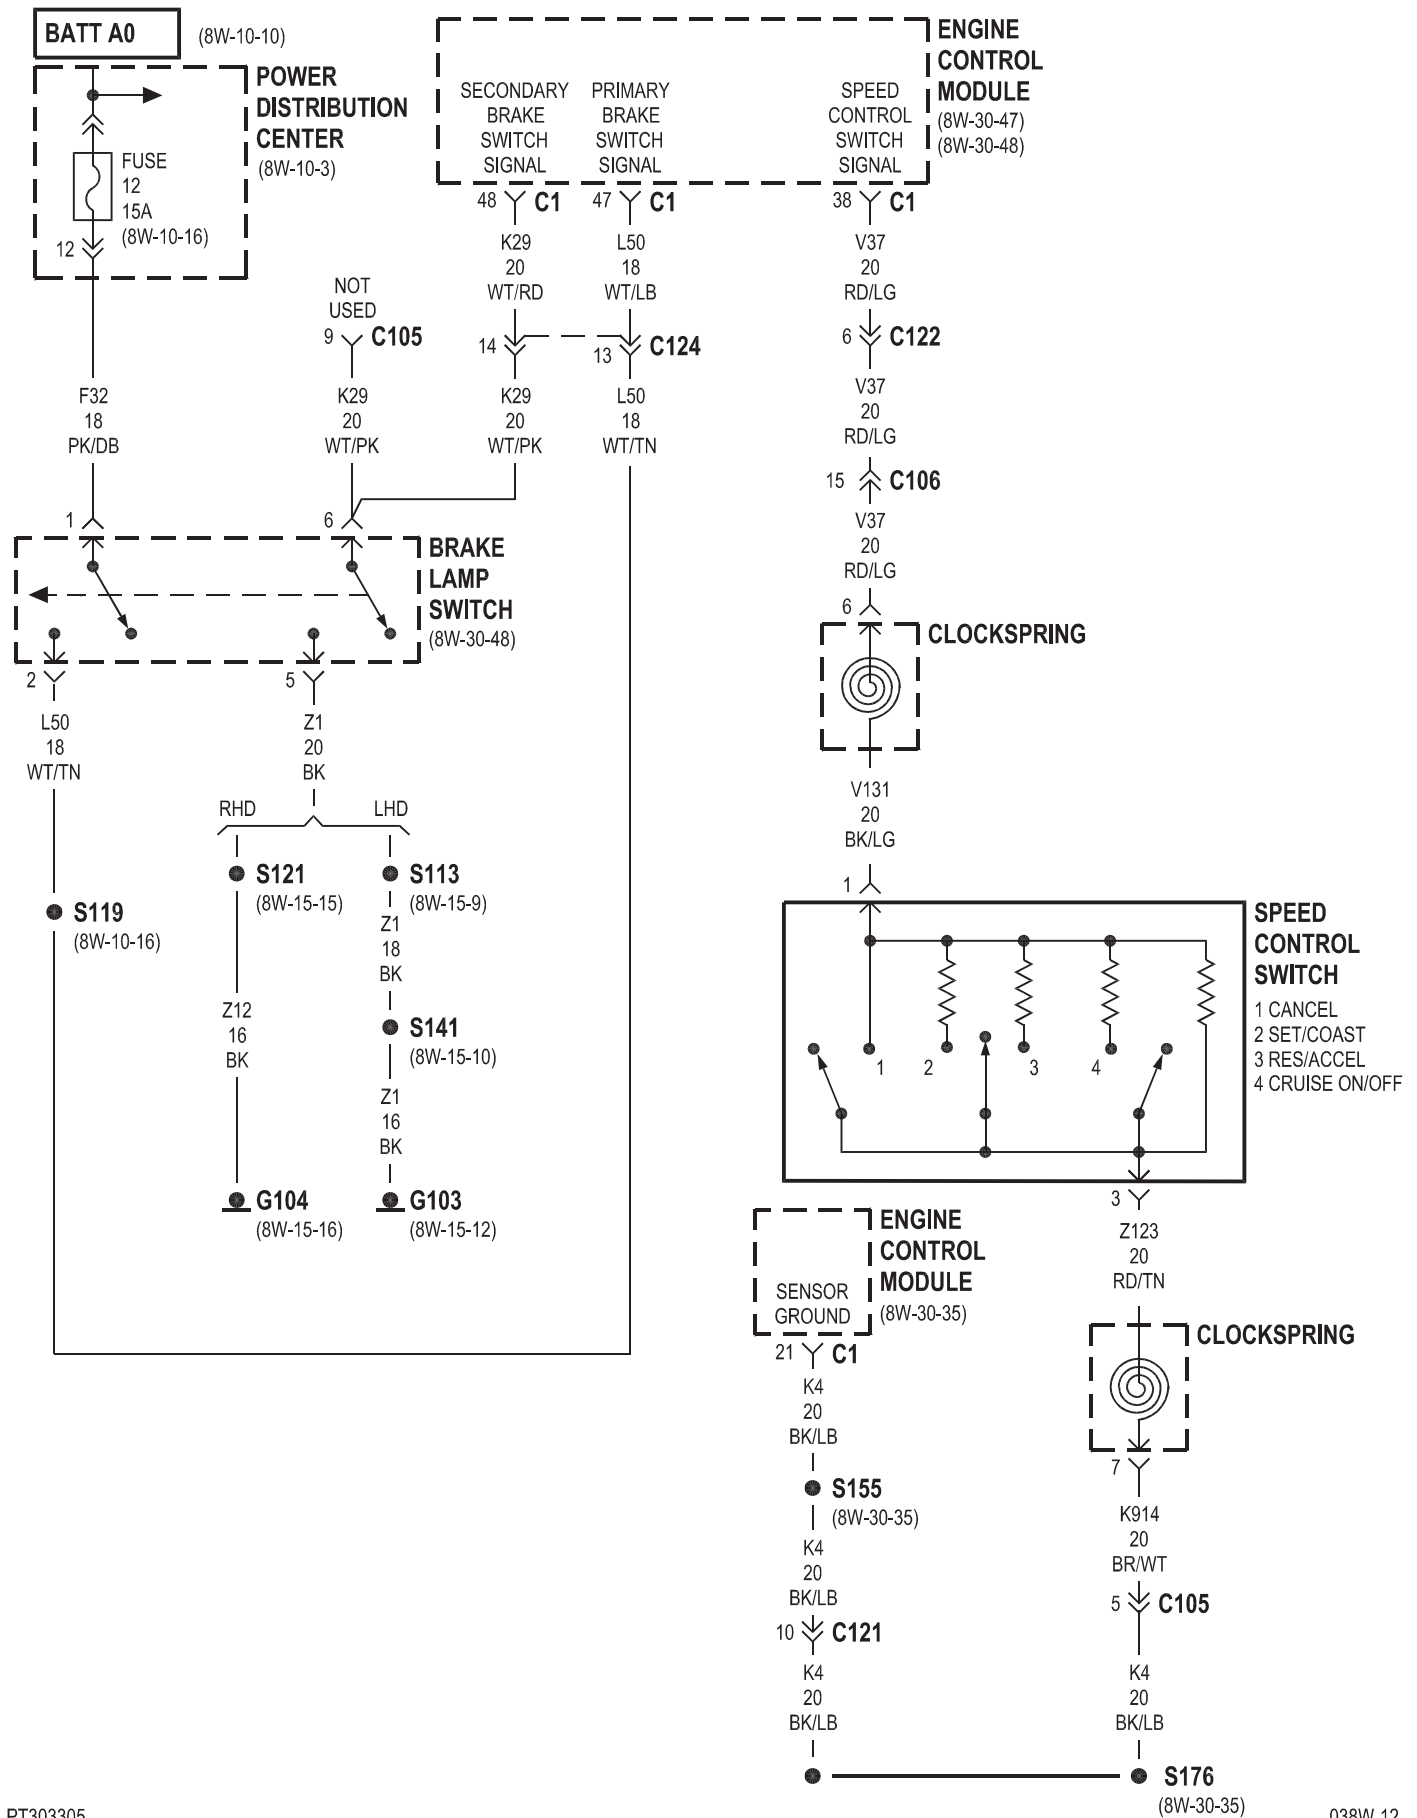 BATT A0
(8W-10-10)
POWER
DISTRIBUTION
CENTER
(8W-10-3)
FUSE
12
15A
(8W-10-16)
12
F32
18
PK/DB
1
NOT
USED
9
C105
K29
20
WT/PK
6
ENGINE
CONTROL
MODULE
(8W-30-47)
(8W-30-48)
SECONDARY
BRAKE
SWITCH
SIGNAL
PRIMARY
BRAKE
SWITCH
SIGNAL
SPEED
CONTROL
SWITCH
SIGNAL
48
C1
47
C1
38
C1
K29
20
WT/RD
L50
18
WT/LB
V37
20
RD/LG
14
13
C124
6
C122
K29
20
WT/PK
L50
18
WT/TN
V37
20
RD/LG
15
C106
V37
20
RD/LG
6
CLOCKSPRING
BRAKE
LAMP
SWITCH
(8W-30-48)
2
5
L50
18
WT/TN
Z1
20
BK
RHD
LHD
S121
(8W-15-15)
S113
(8W-15-9)
S119
(8W-10-16)
Z1
18
BK
Z12
16
BK
S141
(8W-15-10)
Z1
16
BK
G104
(8W-15-16)
G103
(8W-15-12)
V131
20
BK/LG
1
SPEED
CONTROL
SWITCH
1 CANCEL
2 SET/COAST
3 RES/ACCEL
4 CRUISE ON/OFF
1
2
3
4
3
Z123
20
RD/TN
ENGINE
CONTROL
MODULE
(8W-30-35)
SENSOR
GROUND
21
C1
K4
20
BK/LB
S155
(8W-30-35)
K4
20
BK/LB
10
C121
K4
20
BK/LB
CLOCKSPRING
7
K914
20
BR/WT
5
C105
K4
20
BK/LB
S176
(8W-30-35)
PT303305
038W-12